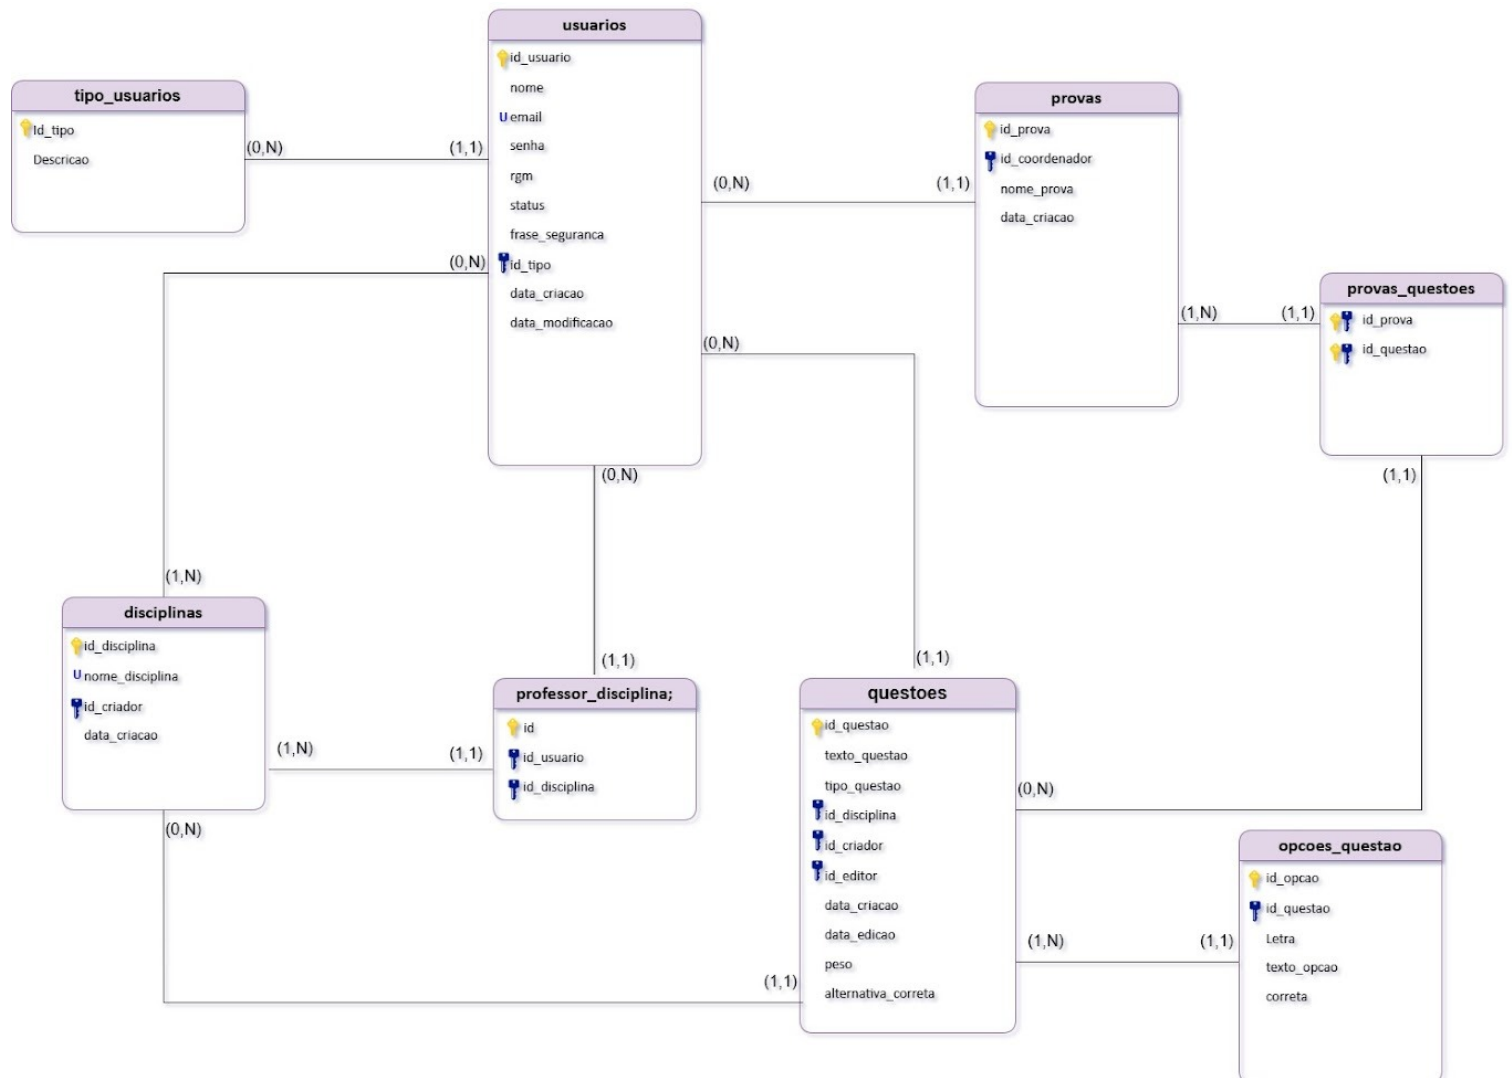 usuarios
id_usuario
nome
U email
senha
rgm
status
frase_seguranca
id_tipo
data_criacao
data_modificacao
tipo_usuarios
Id_tipo
Descricao
(0,N)
(1,1)
(0,N)
(1,1)
provas
id_prova
id_coordenador
nome_prova
data_criacao
(0,N)
(0,N)
(1,N)
(1,1)
provas_questoes
id_prova
id_questao
(0,N)
(1,1)
(1,N)
disciplinas
id_disciplina
U nome_disciplina
id_criador
data_criacao
(1,1)
(1,1)
professor_disciplina;
id
id_usuario
id_disciplina
(1,N)
(1,1)
questoes
id_questao
texto_questao
tipo_questao
id_disciplina
id_criador
id_editor
data_criacao
data_edicao
peso
alternativa_correta
(0,N)
(0,N)
(1,1)
(1,N)
(1,1)
opcoes_questao
id_opcao
id_questao
Letra
texto_opcao
correta